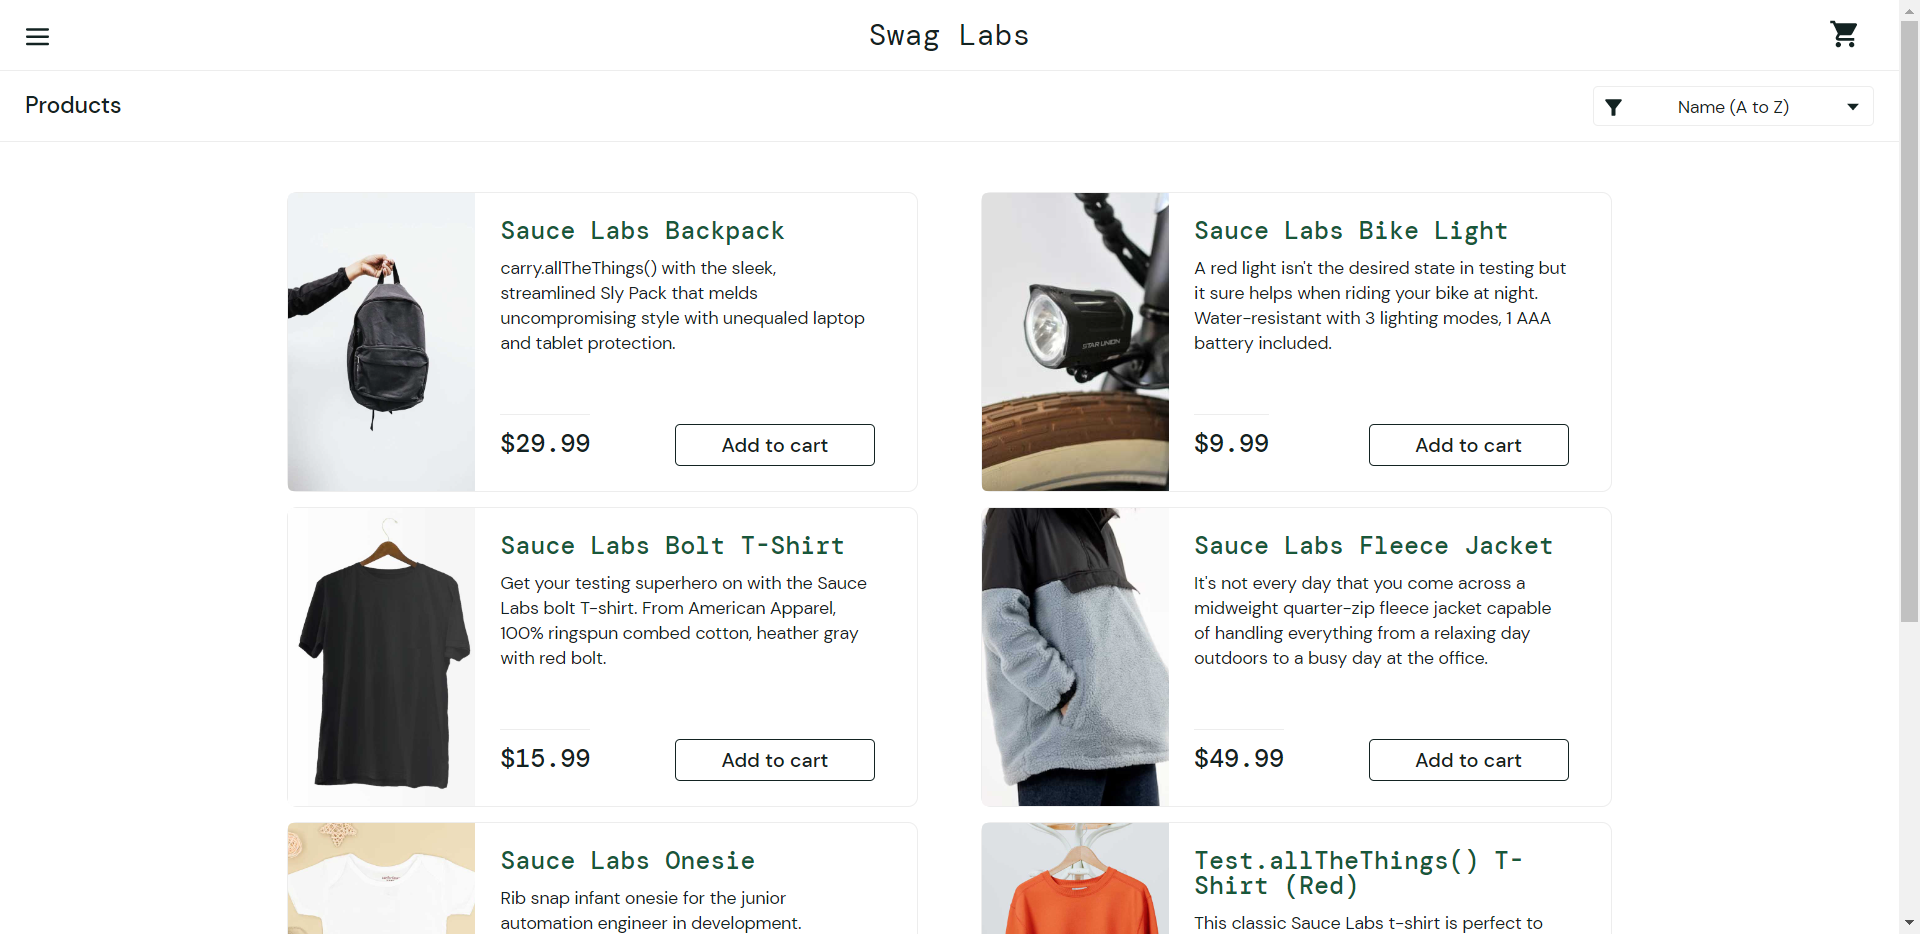 Swag Labs
Products
Name (A to Z)
Sauce Labs Backpack
carry.allTheThings() with the sleek,
streamlined Sly Pack that melds
uncompromising style with unequaled laptop
and tablet protection.
$29.99
Add to cart
Sauce Labs Bike Light
A red light isn't the desired state in testing but
it sure helps when riding your bike at night.
Water-resistant with 3 lighting modes, 1 AAA
battery included.
STAR UNION
$9.99
Add to cart
Sauce Labs Bolt T-Shirt
Get your testing superhero on with the Sauce
Labs bolt T-shirt. From American Apparel,
100% ringspun combed cotton, heather gray
with red bolt.
$15.99
Add to cart
Sauce Labs Fleece Jacket
It's not every day that you come across a
midweight quarter-zip fleece jacket capable
of handling everything from a relaxing day
outdoors to a busy day at the office.
$49.99
Add to cart
Sauce Labs Onesie
Rib snap infant onesie for the junior
automation engineer in development.
Test.allTheThings() T-
Shirt (Red)
This classic Sauce Labs t-shirt is perfect to